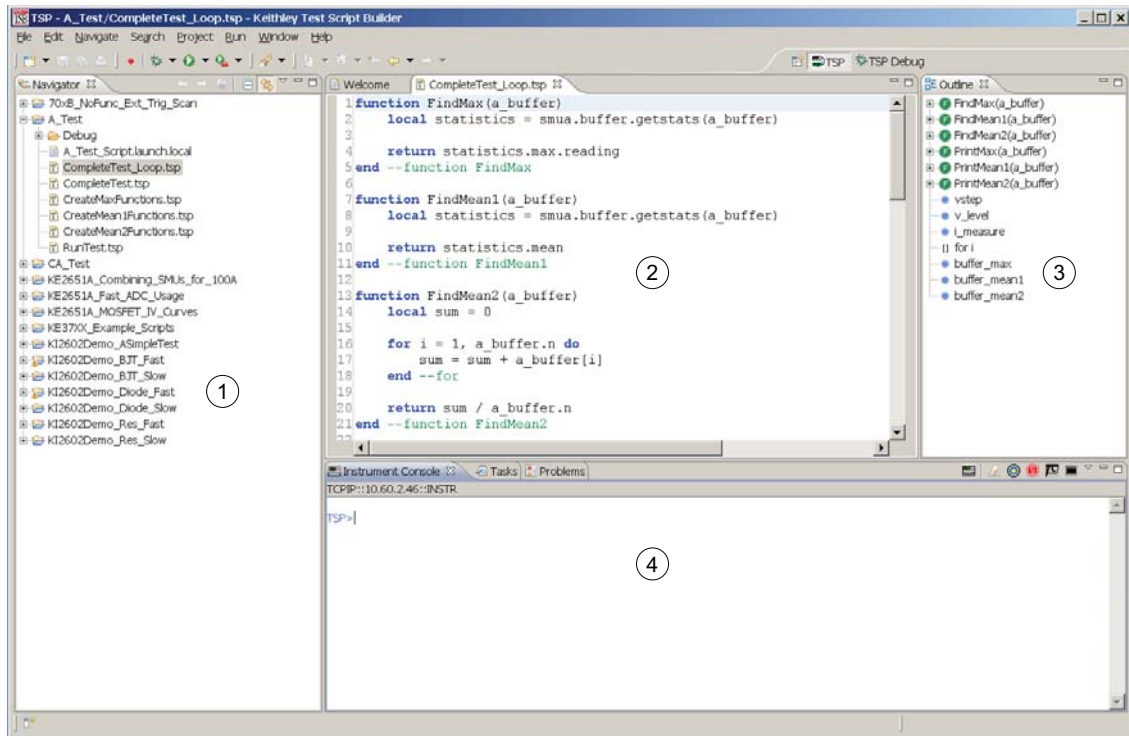 TSP - A_Test/CompleteTest_Loop.tsp - Keithley Test Script Builder
File Edit Navigate Search Project Run Window Help
TSP TSP Debug
Navigator
70xB_NoFunc_Ext_Trig_Scan
A_Test
Debug
A_Test_Script.launch.local
CompleteTest_Loop.tsp
CompleteTest.tsp
CreateMaxFunctions.tsp
CreateMean1Functions.tsp
CreateMean2Functions.tsp
RunTest.tsp
CA_Test
KE2651A_Combining_SMUs_for_100A
KE2651A_Fast_ADC_Usage
KE2651A_MOSFET_IV_Curves
KE37XX_Example_Scripts
KI2602Demo_ASimpleTest
KI2602Demo_BJT_Fast
KI2602Demo_BJT_Slow
KI2602Demo_Diode_Fast
KI2602Demo_Diode_Slow
KI2602Demo_Res_Fast
KI2602Demo_Res_Slow
1
Welcome CompleteTest_Loop.tsp
1 function FindMax(a_buffer)
2 local statistics = smua.buffer.getstats(a_buffer)
3
4 return statistics.max.reading
5 end --function FindMax
6
7 function FindMean1(a_buffer)
8 local statistics = smua.buffer.getstats(a_buffer)
9
10 return statistics.mean
11 end --function FindMean1
12
13 function FindMean2(a_buffer)
14 local sum = 0
15
16 for i = 1, a_buffer.n do
17 sum = sum + a_buffer[i]
18 end --for
19
20 return sum / a_buffer.n
21 end --function FindMean2
22
2
Outline
FindMax(a_buffer)
FindMean1(a_buffer)
FindMean2(a_buffer)
PrintMax(a_buffer)
PrintMean1(a_buffer)
PrintMean2(a_buffer)
vstep
v_level
i_measure
for i
buffer_max
buffer_mean1
buffer_mean2
3
Instrument Console Tasks Problems
TCPIP::10.60.2.46::INSTR
TSP>
4